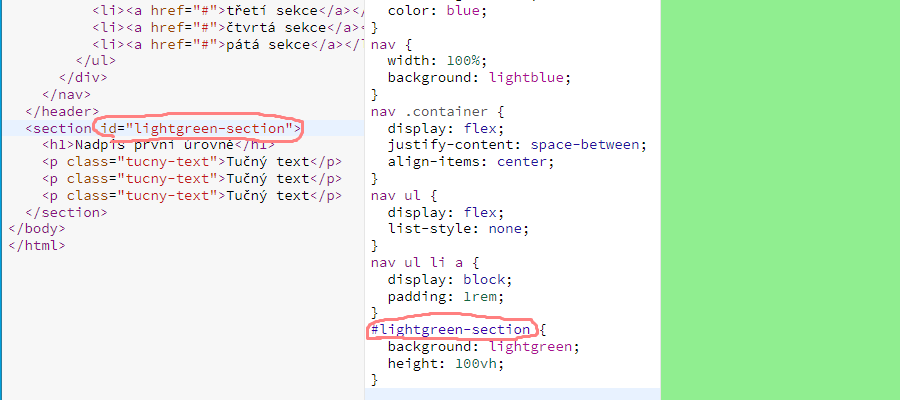 <li><a href="#">třetí sekce</a></
<li><a href="#">čtvrtá sekce</a>
<li><a href="#">pátá sekce</a></l
</ul>
</div>
</nav>
</header>
<section id="lightgreen-section">
<h1>Nadpis první úrovně</h1>
<p class="tucny-text">Tučný text</p>
<p class="tucny-text">Tučný text</p>
<p class="tucny-text">Tučný text</p>
</section>
</body>
</html>
color: blue;
}
nav {
width: 100%;
background: lightblue;
}
nav .container {
display: flex;
justify-content: space-between;
align-items: center;
}
nav ul {
display: flex;
list-style: none;
}
nav ul li a {
display: block;
padding: 1rem;
}
#lightgreen-section {
background: lightgreen;
height: 100vh;
}